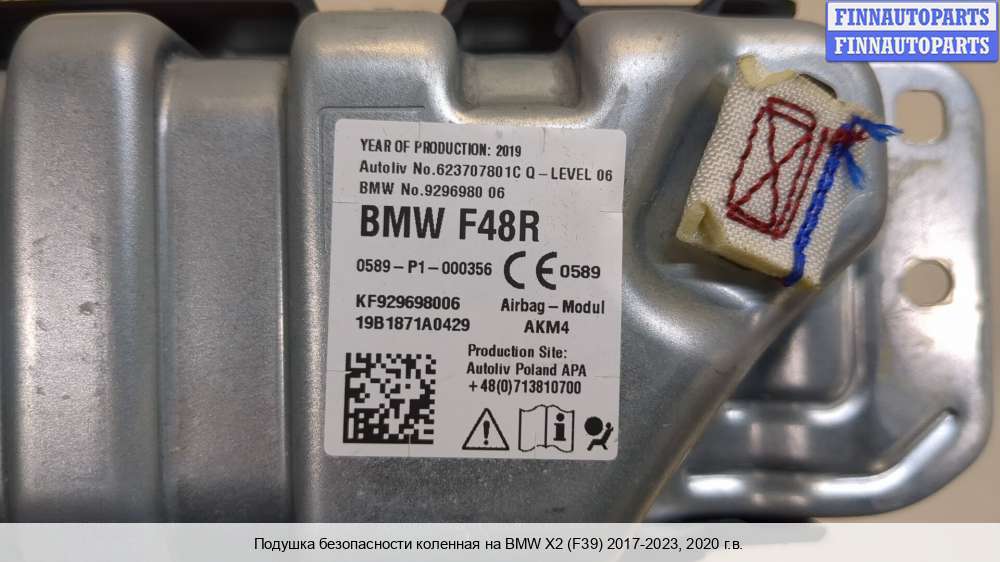 FINNAUTOPARTS
FINNAUTOPARTS
YEAR OF PRODUCTION: 2019
Autoliv No.623707801C Q-LEVEL 06
BMW No.9296980 06
BMW F48R
0589-P1-000356 CE 0589
KF929698006 Airbag-Modul
19B1871A0429 AKM4
Production Site:
Autoliv Poland APA
+48(0)713810700
Подушка безопасности коленная на BMW X2 (F39) 2017-2023, 2020 г.в.